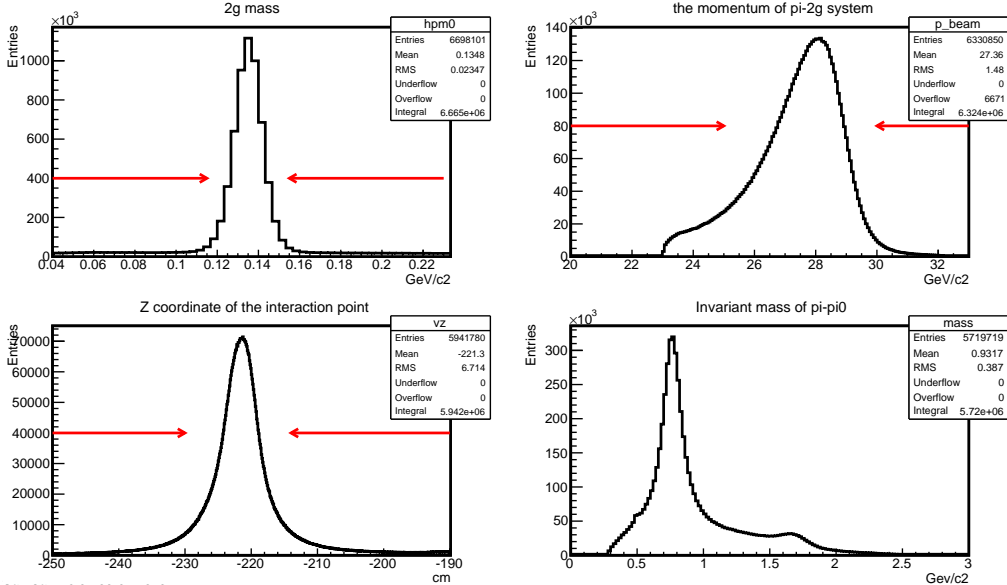 2g mass
×10³
Entries
hpm0
Entries 6698101
Mean 0.1348
RMS 0.02347
Underflow 0
Overflow 0
Integral 6.665e+06
1000
800
600
400
200
0
0.04 0.06 0.08 0.1 0.12 0.14 0.16 0.18 0.2 0.22
GeV/c2
the momentum of pi-2g system
×10³
Entries
p_beam
Entries 6330850
Mean 27.36
RMS 1.48
Underflow 0
Overflow 6671
Integral 6.324e+06
140
120
100
80
60
40
20
0
20 22 24 26 28 30 32
GeV/c2
Z coordinate of the interaction point
Entries
vz
Entries 5941780
Mean -221.3
RMS 6.714
Underflow 0
Overflow 0
Integral 5.942e+06
70000
60000
50000
40000
30000
20000
10000
0
-250 -240 -230 -220 -210 -200 -190
cm
Invariant mass of pi-pi0
×10³
Entries
mass
Entries 5719719
Mean 0.9317
RMS 0.387
Underflow 0
Overflow 0
Integral 5.72e+06
300
250
200
150
100
50
0
0 0.5 1 1.5 2 2.5 3
Gev/c2